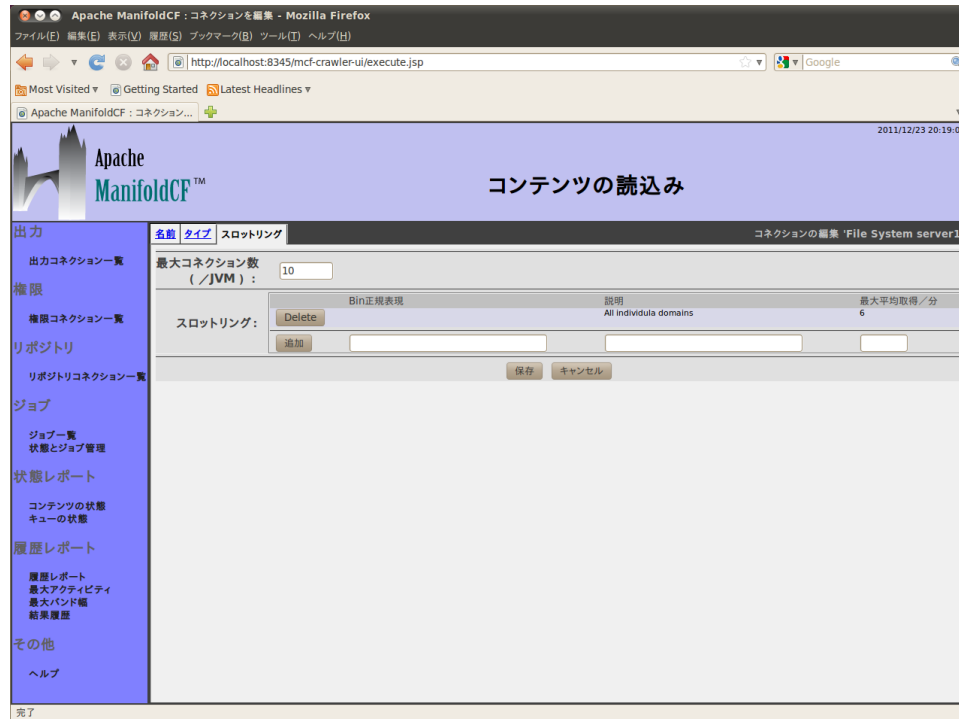 Apache ManifoldCF : コネクションを編集 - Mozilla Firefox
ファイル(F) 編集(E) 表示(V) 履歴(S) ブックマーク(B) ツール(T) ヘルプ(H)
http://localhost:8345/mcf-crawler-ui/execute.jsp
Google
Most Visited Getting Started Latest Headlines
Apache ManifoldCF : コネクション...
2011/12/23 20:19:0
Apache
ManifoldCF™
コンテンツの読込み
名前 タイプ スロットリング
コネクションの編集 'File System server1
出力
出力コネクション一覧
権限
権限コネクション一覧
リポジトリ
リポジトリコネクション一覧
ジョブ
ジョブ一覧
状態とジョブ管理
状態レポート
コンテンツの状態
キューの状態
履歴レポート
履歴レポート
最大アクティビティ
最大バンド幅
結果履歴
その他
ヘルプ
最大コネクション数
(/JVM):
10
スロットリング:
Bin正規表現 説明 最大平均取得/分
Delete All individula domains 6
追加
保存 キャンセル
完了